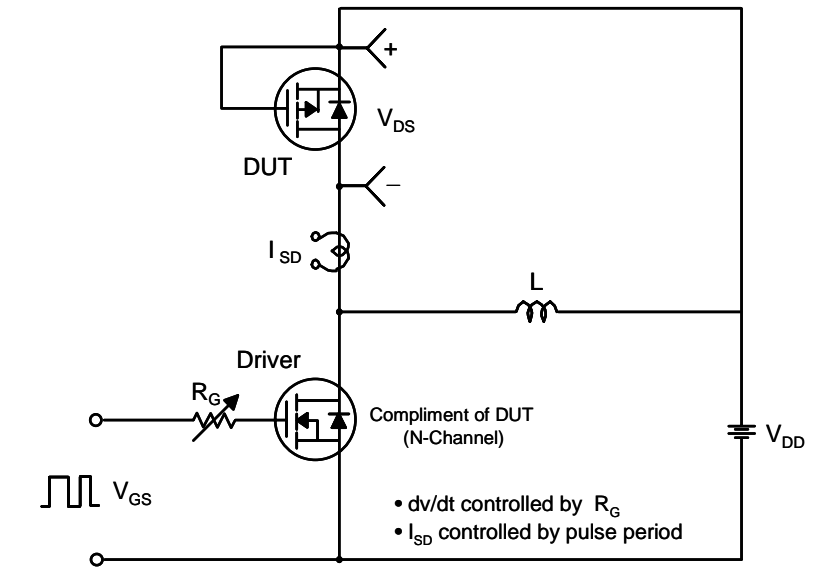 +
V_DS
DUT
−
I_SD
L
Driver
R_G
Compliment of DUT
(N-Channel)
V_DD
V_GS
• dv/dt controlled by R_G
• I_SD controlled by pulse period